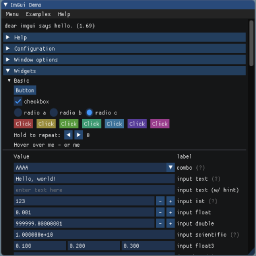 ImGui Demo
Menu Examples Help
dear imgui says hello. (1.69)
Help
Configuration
Window options
Widgets
Basic
Button
checkbox
radio a radio b radio c
Click Click Click Click Click Click Click
Hold to repeat: 0
Hover over me - or me
Value label
AAAA combo (?)
Hello, world! input text (?)
enter text here input text (w/ hint)
123 - + input int (?)
0.001 input float
999999.00000001 - + input double
input scientific (?)
0.100 0.200 0.300 input float3